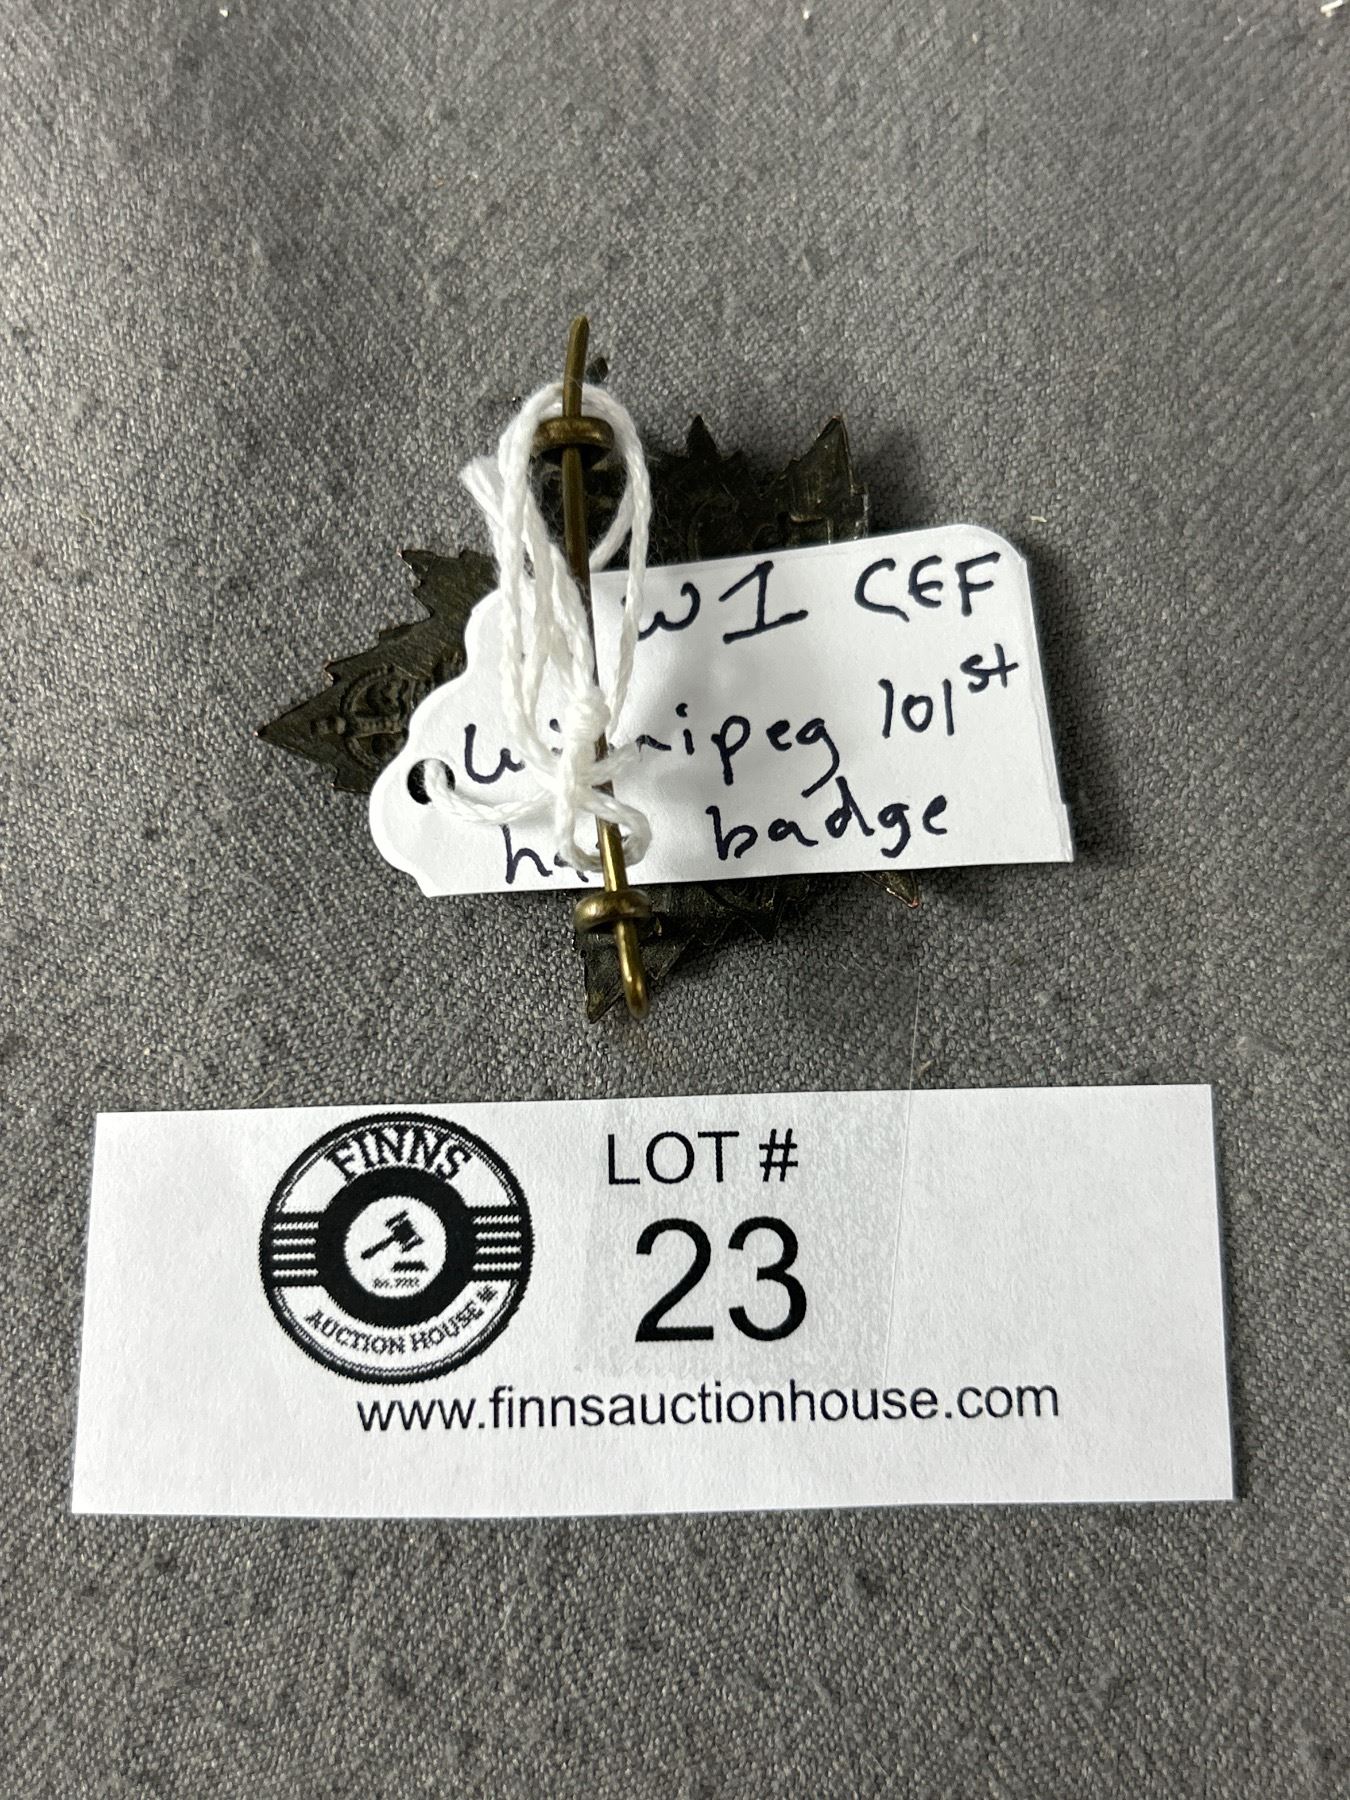 W1 CEF
Winnipeg 101st
badge
FINNS
AUCTION HOUSE
LOT #
23
www.finnsauctionhouse.com